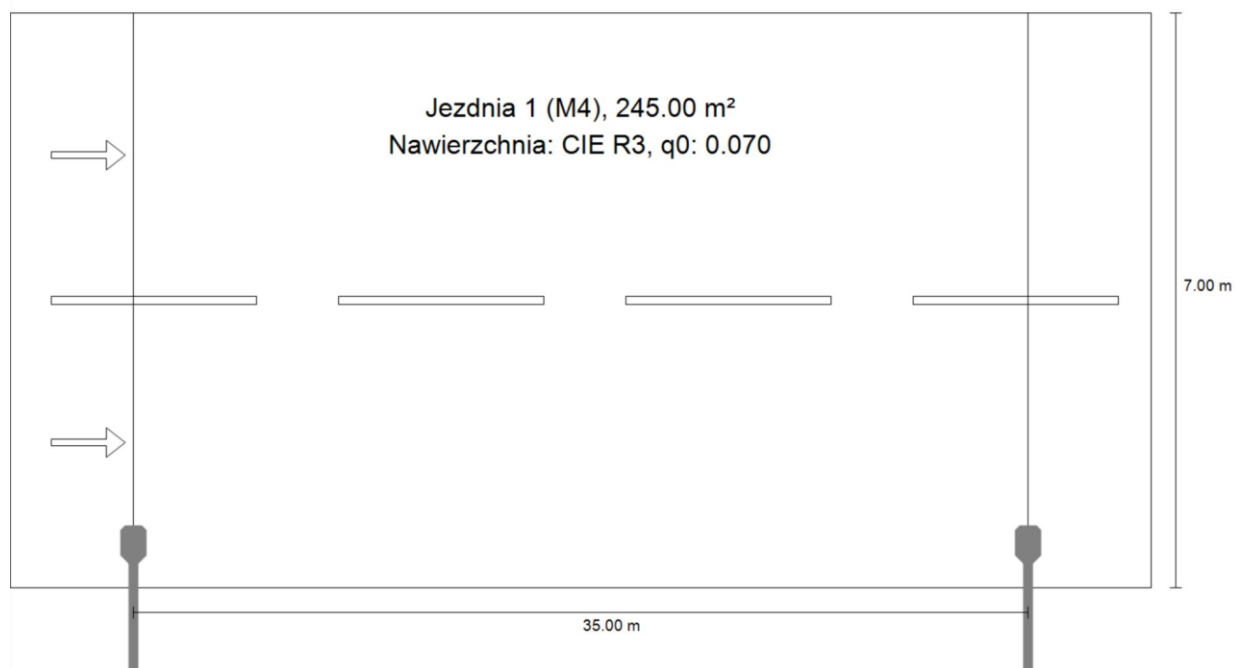 Jezdnia 1 (M4), 245.00 m²
Nawierzchnia: CIE R3, q0: 0.070
7.00 m
35.00 m